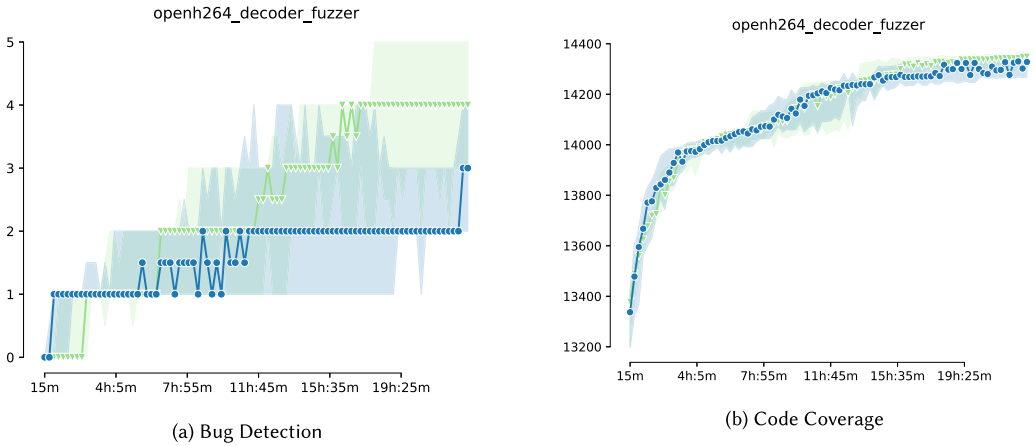 openh264_decoder_fuzzer
5
4
3
2
1
0
15m 4h:5m 7h:55m 11h:45m 15h:35m 19h:25m
(a) Bug Detection
openh264_decoder_fuzzer
14400
14200
14000
13800
13600
13400
13200
15m 4h:5m 7h:55m 11h:45m 15h:35m 19h:25m
(b) Code Coverage